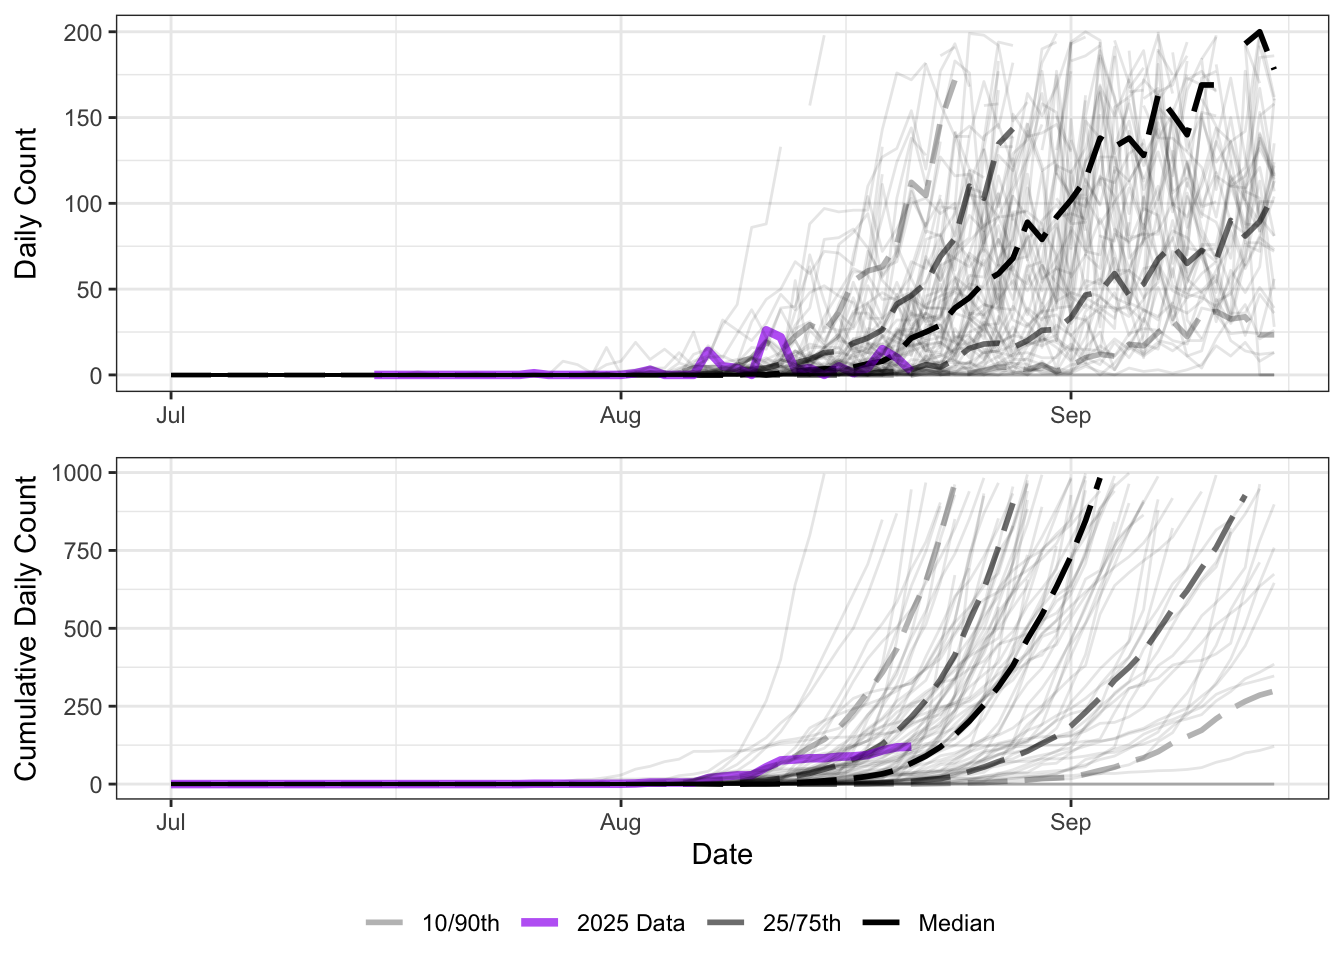 Daily Count
200
150
100
50
0
Jul Aug Sep
Cumulative Daily Count
1000
750
500
250
0
Jul Aug Sep
Date
10/90th 2025 Data 25/75th Median